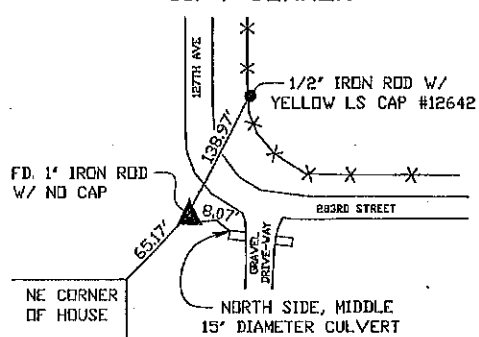 127TH AVE
1/2" IRON ROD W/
YELLOW LS CAP #12642
138.97'
FD. 1" IRON ROD
W/ NO CAP
8.07'
283RD STREET
65.17'
GRAVEL
DRIVE-WAY
NE CORNER
OF HOUSE
NORTH SIDE, MIDDLE
15" DIAMETER CULVERT